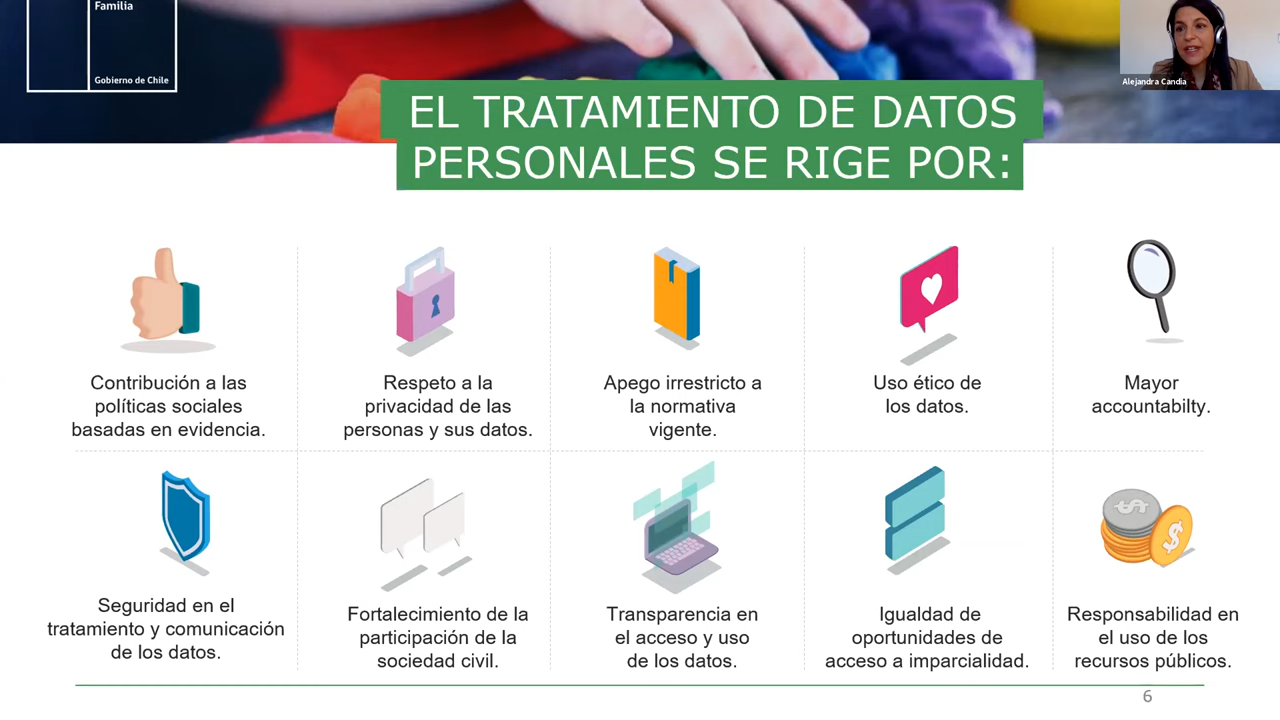 Familia
Gobierno de Chile
Alejandra Candia
EL TRATAMIENTO DE DATOS
PERSONALES SE RIGE POR:
Contribución a las
políticas sociales
basadas en evidencia.
Respeto a la
privacidad de las
personas y sus datos.
Apego irrestricto a
la normativa
vigente.
Uso ético de
los datos.
Mayor
accountabilty.
Seguridad en el
tratamiento y comunicación
de los datos.
Fortalecimiento de la
participación de la
sociedad civil.
Transparencia en
el acceso y uso
de los datos.
Igualdad de
oportunidades de
acceso a imparcialidad.
Responsabilidad en
el uso de los
recursos públicos.
6